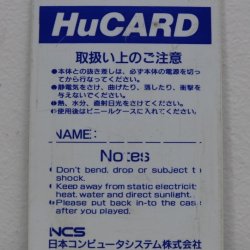 HuCARD
取扱い上のご注意
●本体との抜き差しは、必ず本体の電源を切っ
てから行なってください。
●静電気をさけ、曲げたり、落したり、衝撃を
与えないでください。
●熱、水分、直射日光をさけてください。
●使用後はビニールケースに入れてください。
NAME:
Notes
●Don't bend, drop or subject to
shock.
●Keep away from static electricity
heat, water and direct sunlight.
●Please put back in-to the case
after you played.
NCS
日本コンピュータシステム株式会